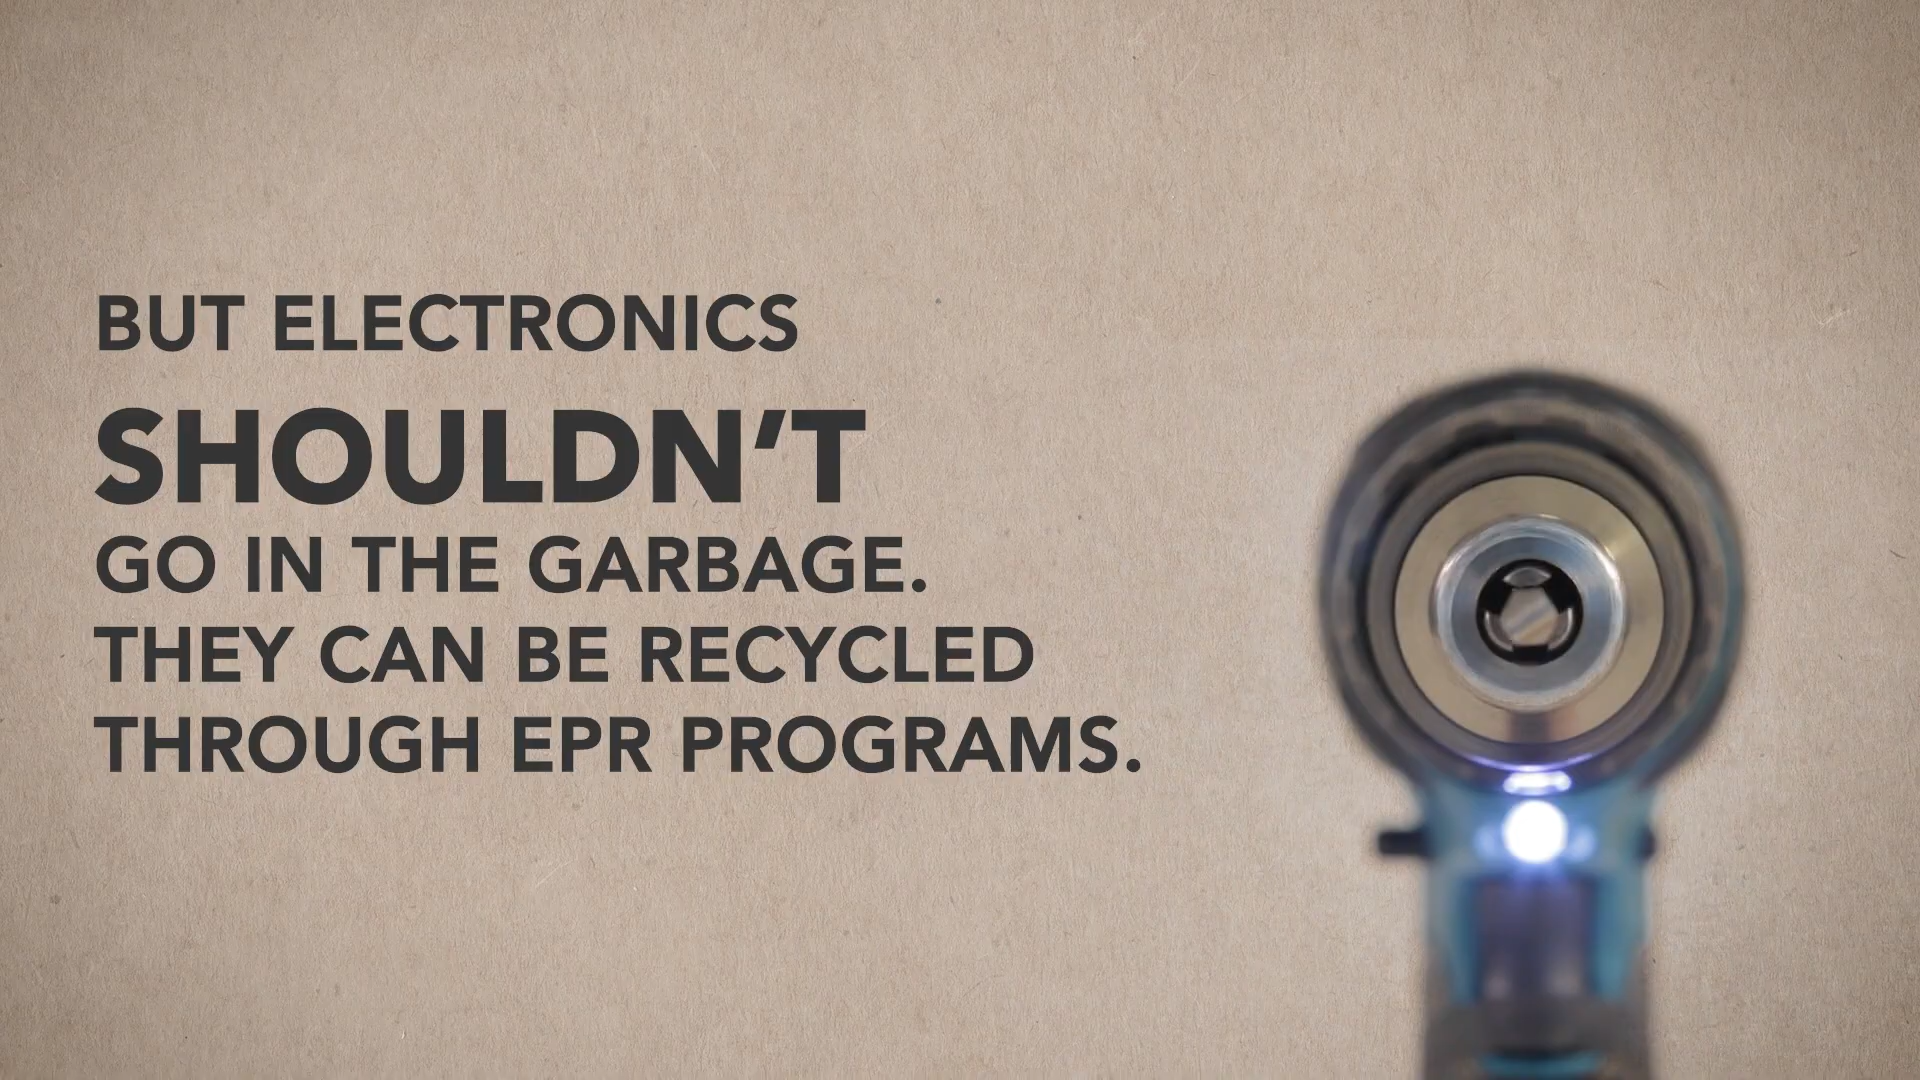 BUT ELECTRONICS
SHOULDN’T
GO IN THE GARBAGE.
THEY CAN BE RECYCLED
THROUGH EPR PROGRAMS.